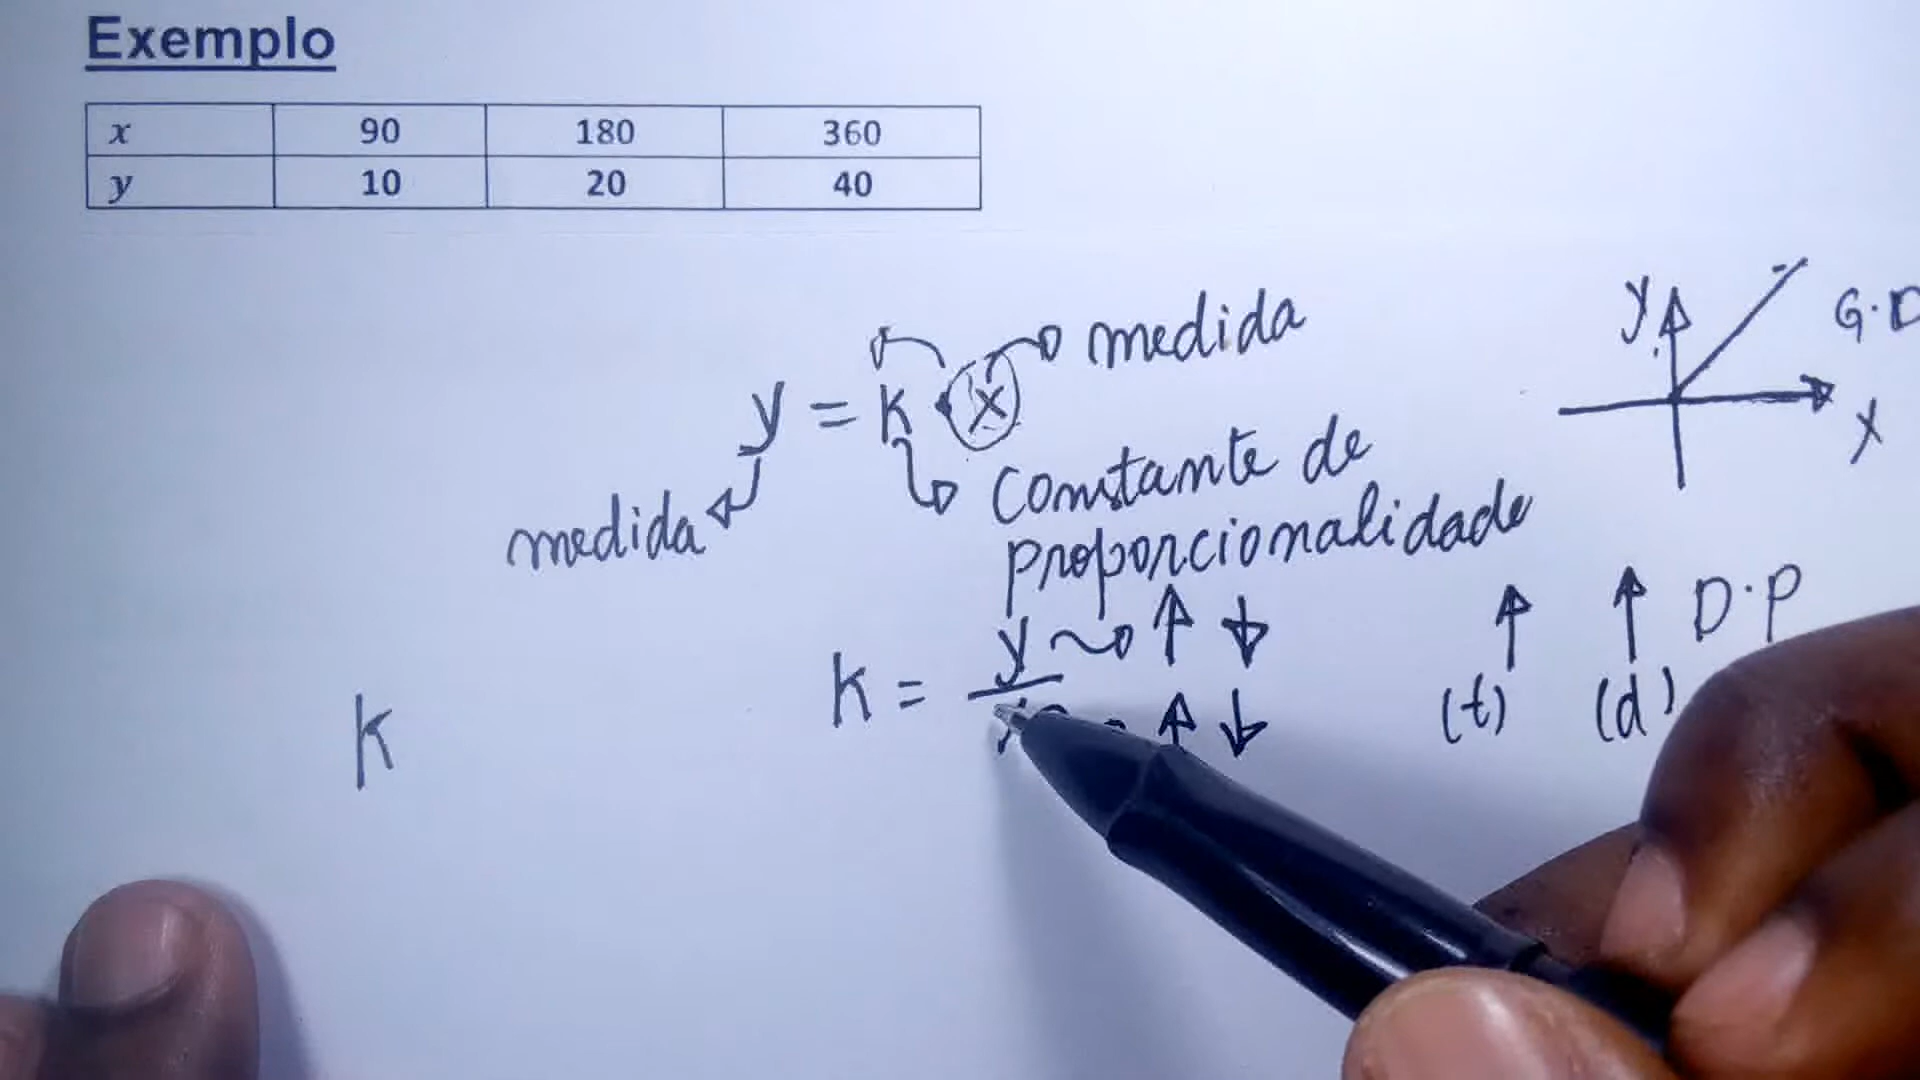 Exemplo
x 90 180 360
y 10 20 40
y = k · x
medida
medida
Constante de
proporcionalidade
y
x
G.D
k = y
↑ ↓
↑ ↓
(t) (d) D.P
k